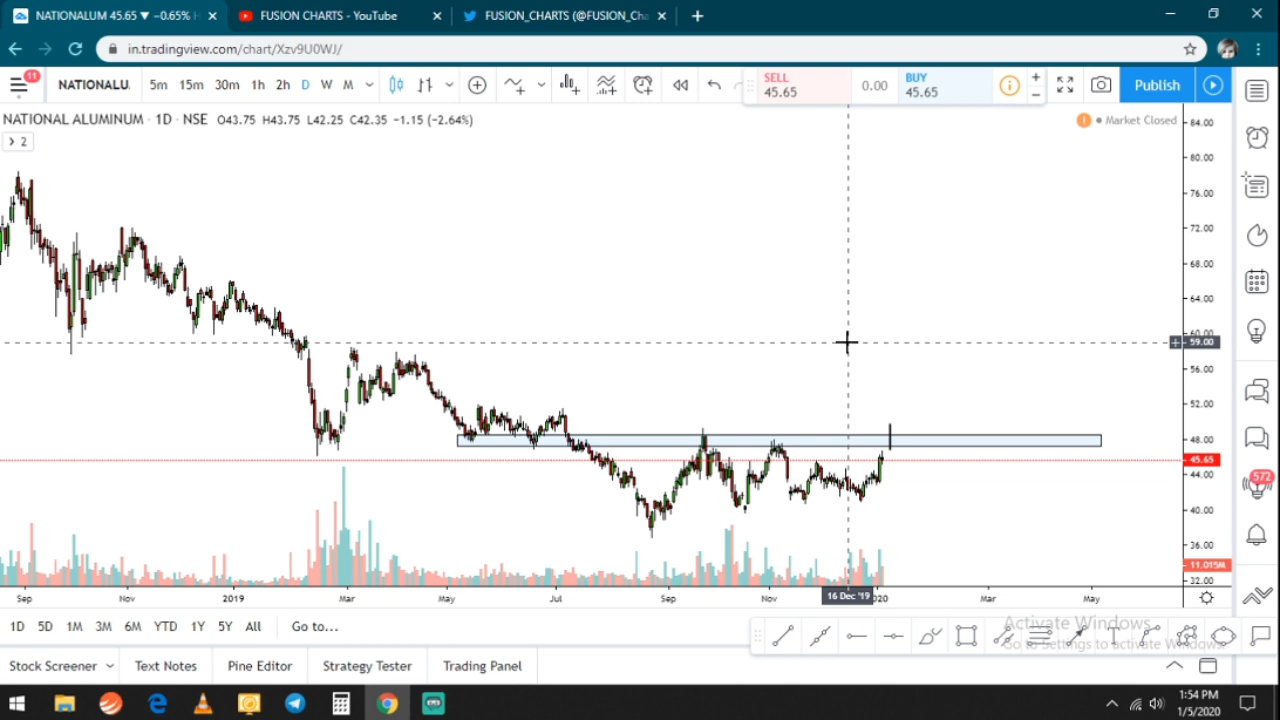 NATIONALUM 45.65 ▼ −0.65%
FUSION CHARTS - YouTube
FUSION_CHARTS (@FUSION_Cha
in.tradingview.com/chart/Xzv9U0WJ/
11
NATIONALU
5m 15m 30m 1h 2h D W M
SELL
45.65
0.00
BUY
45.65
Publish
NATIONAL ALUMINUM · 1D · NSE O43.75 H43.75 L42.25 C42.35 −1.15 (−2.64%)
Market Closed
2
84.00
80.00
76.00
72.00
68.00
64.00
60.00
59.00
56.00
52.00
48.00
45.65
44.00
40.00
36.00
11.015M
32.00
572
Sep Nov 2019 Mar May Jul Sep Nov 16 Dec '19 2020 Mar May
1D 5D 1M 3M 6M YTD 1Y 5Y All Go to...
Activate Windows
Go to Settings to activate Windows.
Stock Screener Text Notes Pine Editor Strategy Tester Trading Panel
1:54 PM
1/5/2020